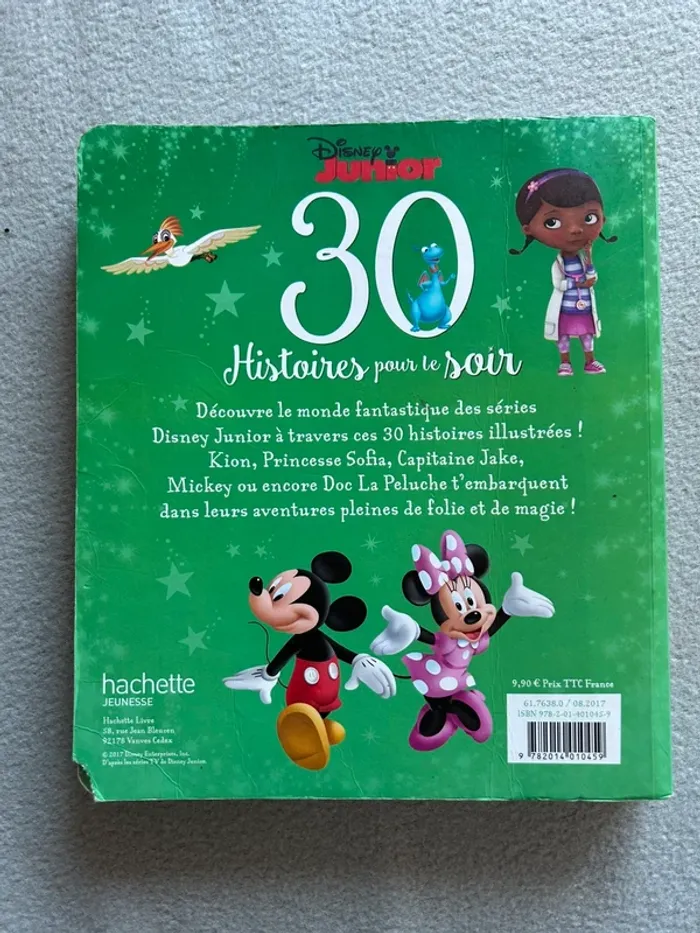 Disney
Junior
30
Histoires pour le soir
Découvre le monde fantastique des séries
Disney Junior à travers ces 30 histoires illustrées !
Kion, Princesse Sofia, Capitaine Jake,
Mickey ou encore Doc La Peluche t'embarquent
dans leurs aventures pleines de folie et de magie !
hachette
JEUNESSE
Hachette Livre
58, rue Jean Bleuzen
92178 Vanves Cedex
© 2017 Disney Enterprises, Inc.
D'après les séries TV de Disney Junior.
9,90 € Prix TTC France
61.7638.0 / 08.2017
ISBN 978-2-01-401045-9
9 782014 010459